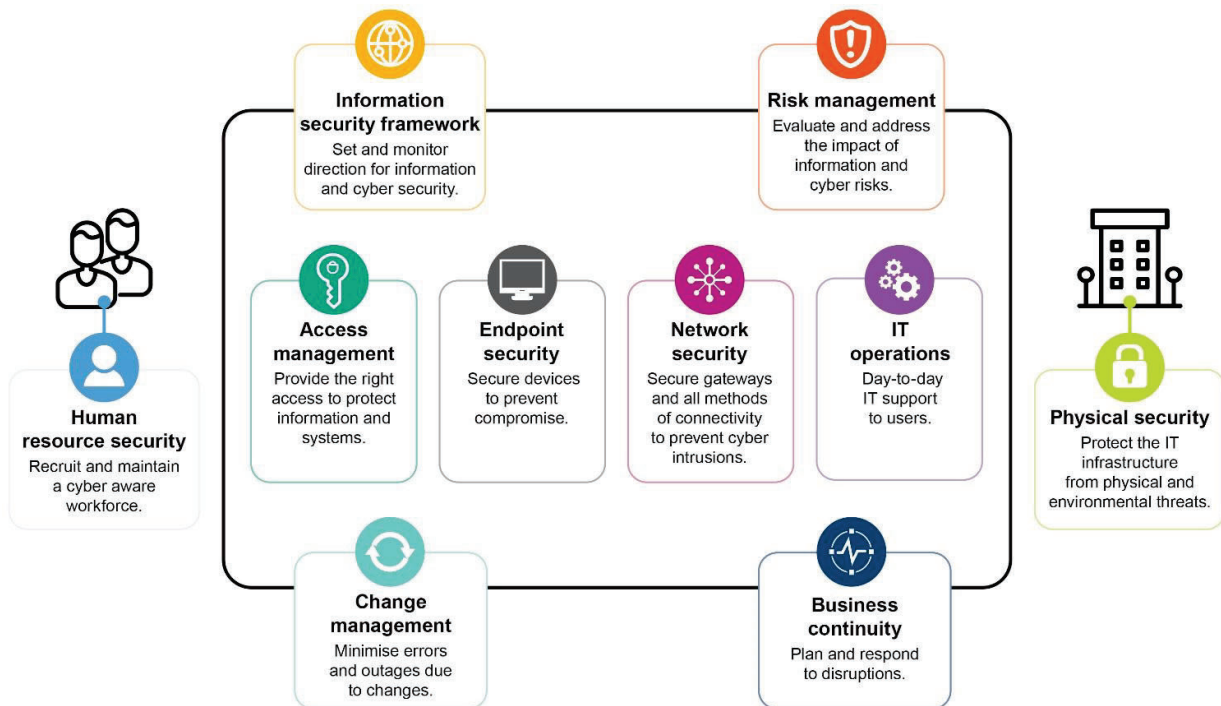 Information
security framework
Set and monitor
direction for information
and cyber security.
Risk management
Evaluate and address
the impact of
information and
cyber risks.
Human
resource security
Recruit and maintain
a cyber aware
workforce.
Access
management
Provide the right
access to protect
information and
systems.
Endpoint
security
Secure devices
to prevent
compromise.
Network
security
Secure gateways
and all methods
of connectivity
to prevent cyber
intrusions.
IT
operations
Day-to-day
IT support
to users.
Physical security
Protect the IT
infrastructure
from physical and
environmental threats.
Change
management
Minimise errors
and outages due
to changes.
Business
continuity
Plan and respond
to disruptions.